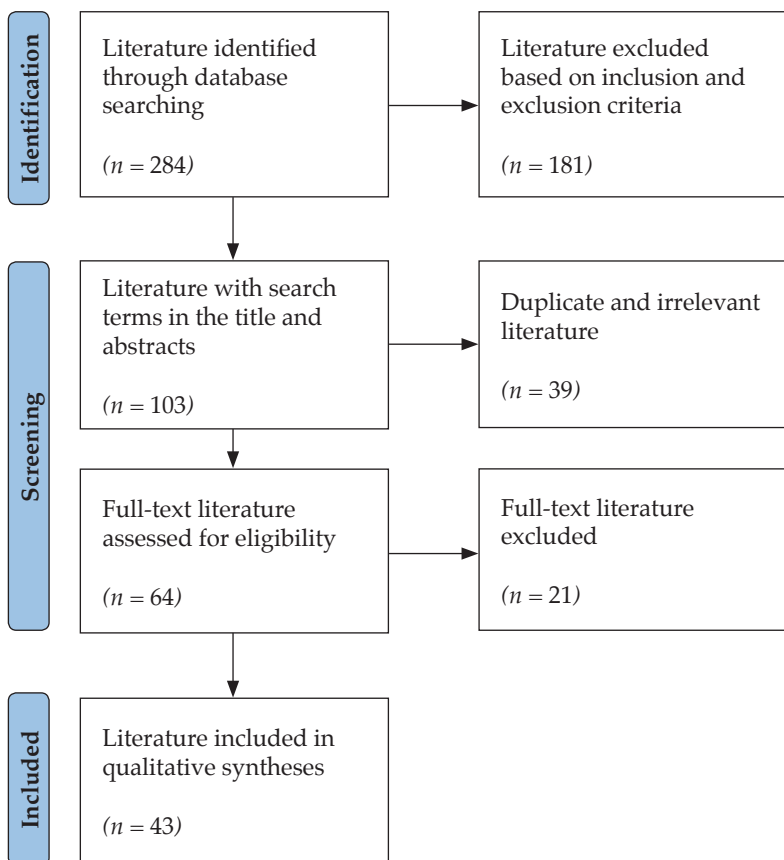 Identification
Literature identified
through database
searching
(n = 284)
Literature excluded
based on inclusion and
exclusion criteria
(n = 181)
Screening
Literature with search
terms in the title and
abstracts
(n = 103)
Duplicate and irrelevant
literature
(n = 39)
Full-text literature
assessed for eligibility
(n = 64)
Full-text literature
excluded
(n = 21)
Included
Literature included in
qualitative syntheses
(n = 43)